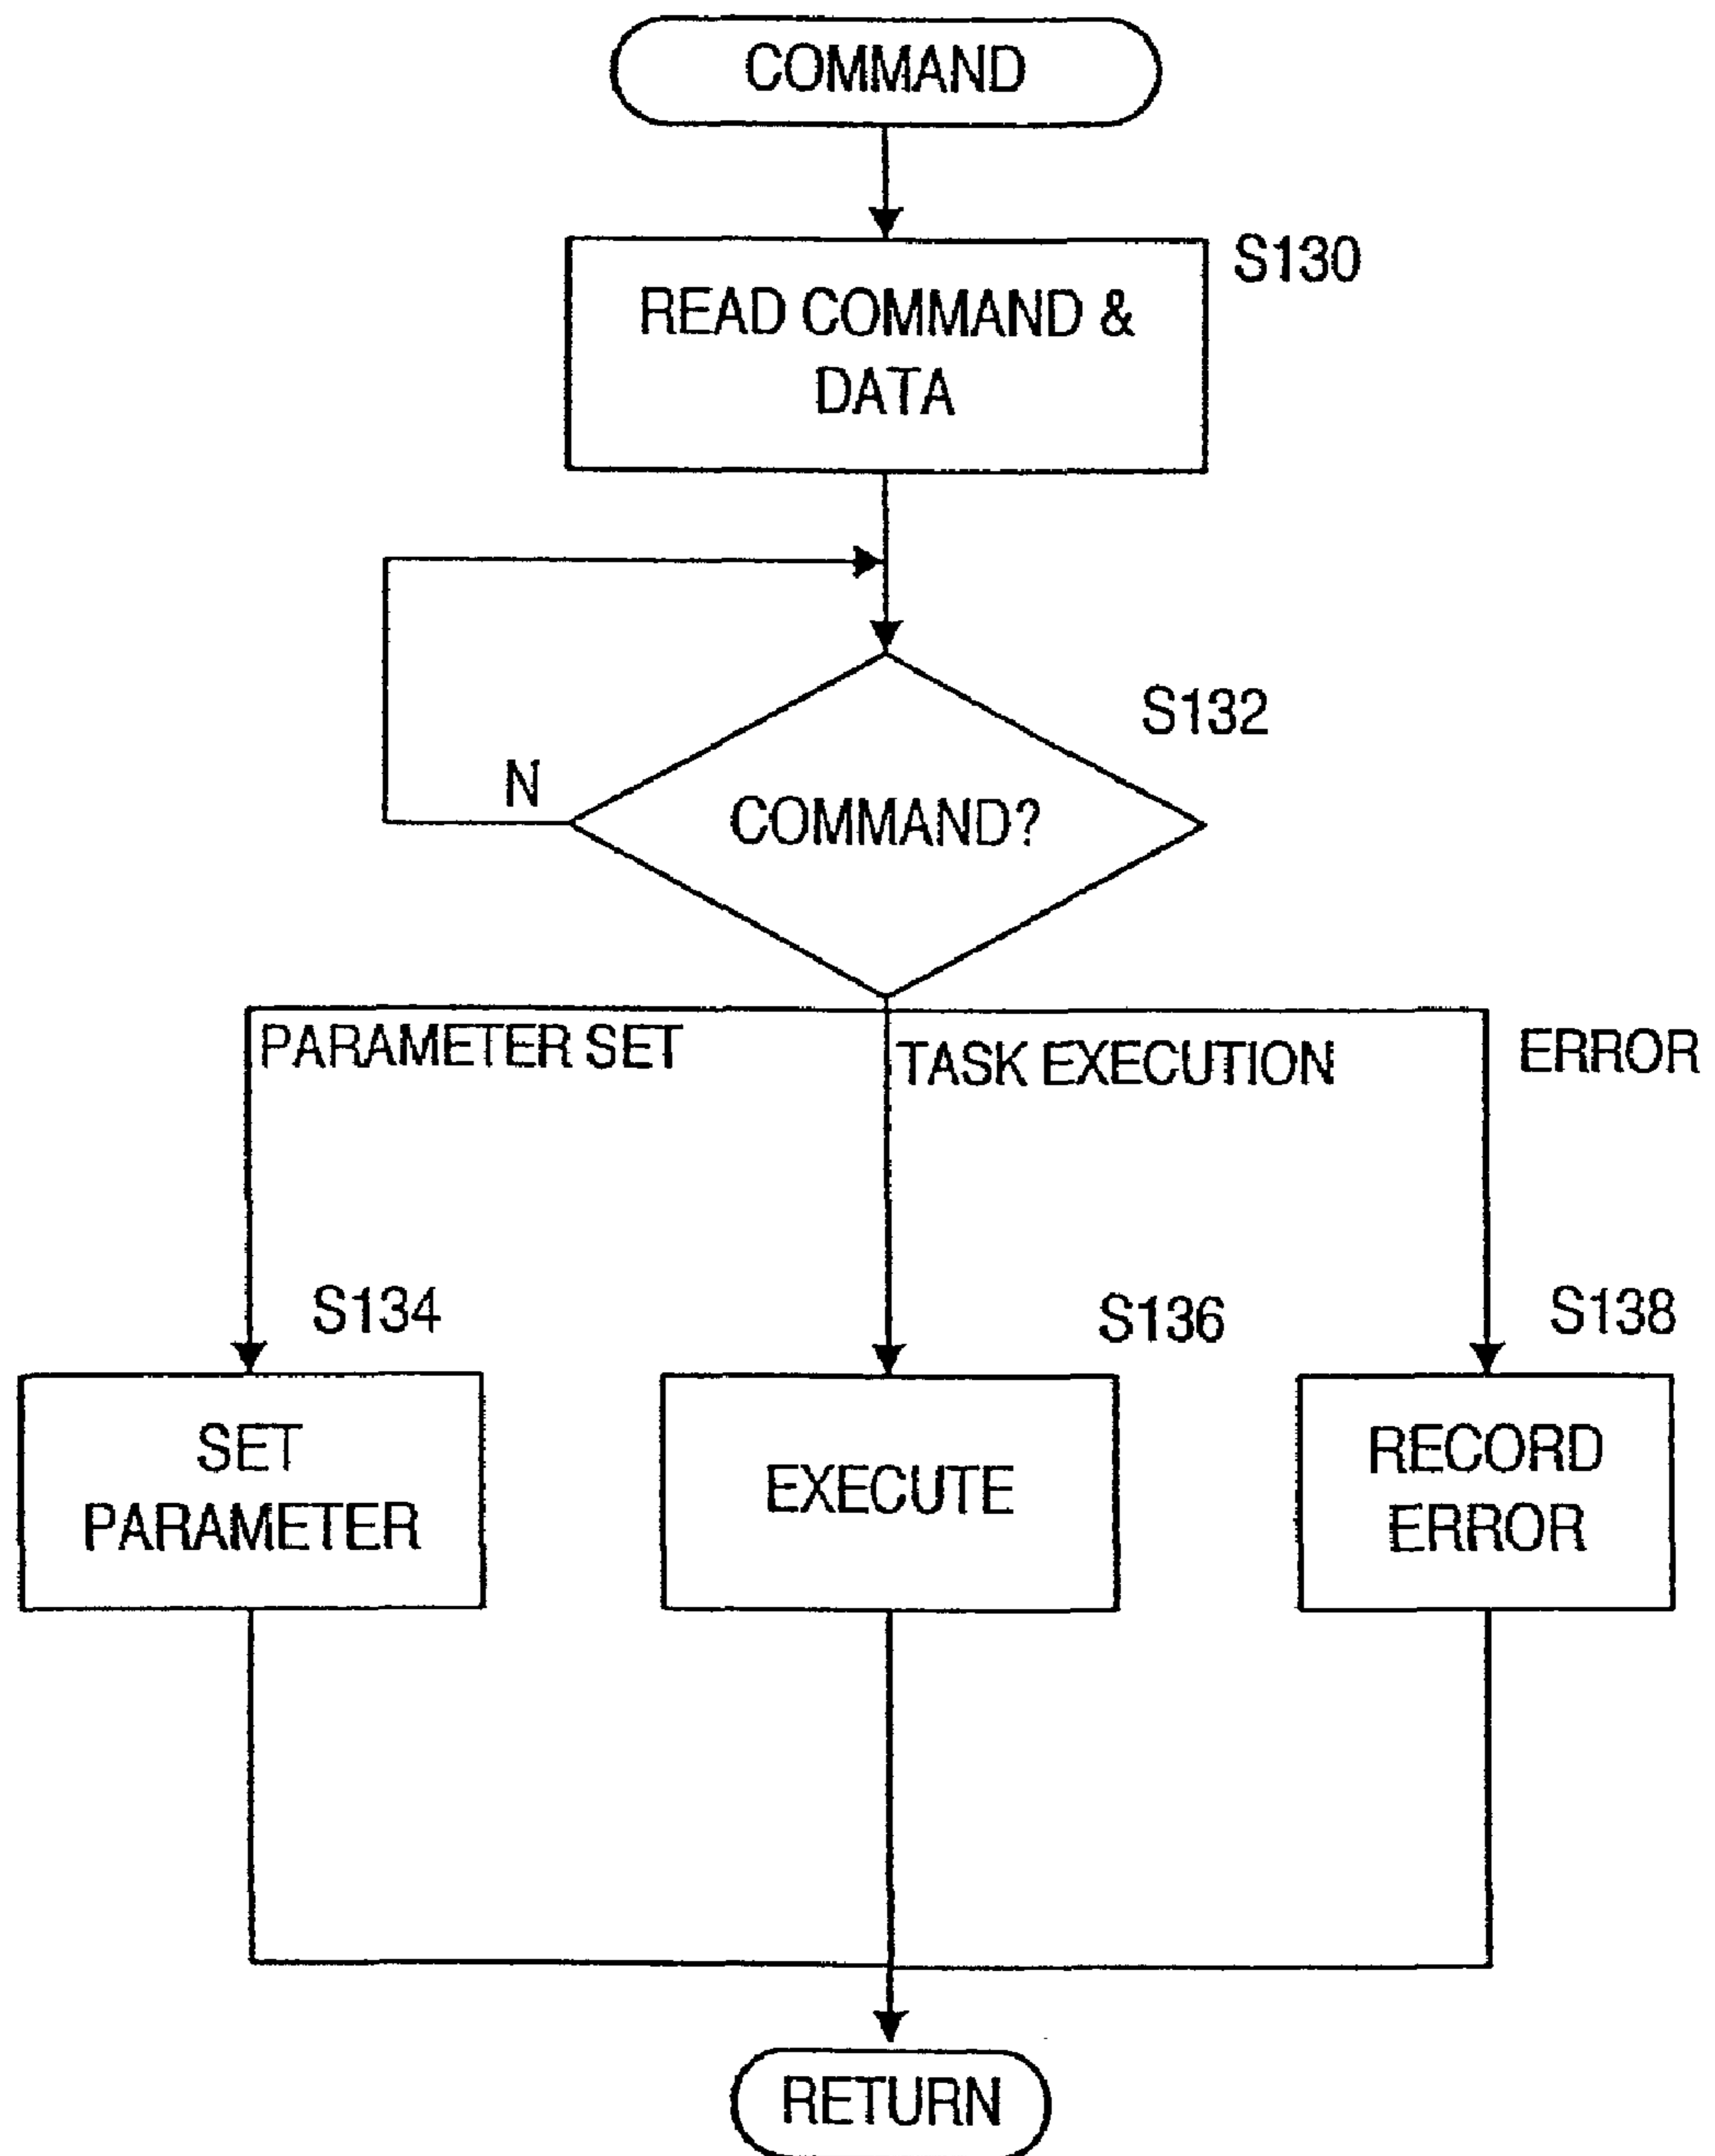 COMMAND
S130
READ COMMAND &
DATA
S132
N
COMMAND?
PARAMETER SET
TASK EXECUTION
ERROR
S134
S136
S138
SET
PARAMETER
EXECUTE
RECORD
ERROR
RETURN